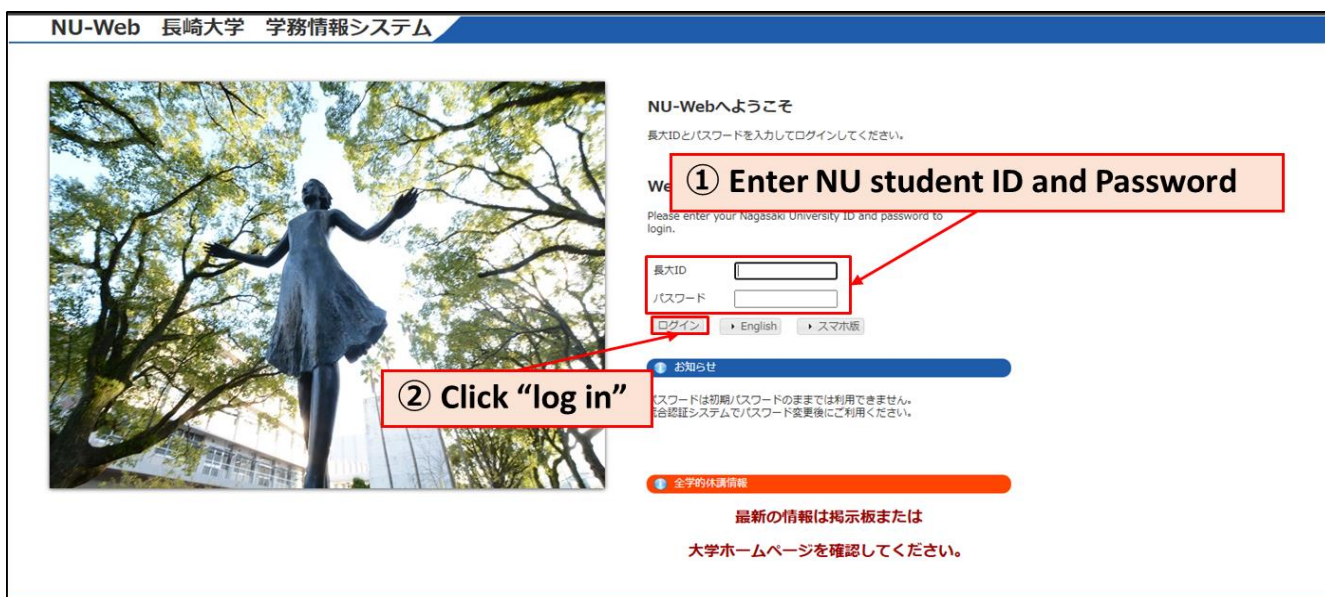 NU-Web 長崎大学 学務情報システム
NU-Webへようこそ
長大IDとパスワードを入力してログインしてください。
We
① Enter NU student ID and Password
Please enter your Nagasaki University ID and password to
login.
長大ID
パスワード
ログイン
English
スマホ版
② Click “log in”
お知らせ
パスワードは初期パスワードのままでは利用できません。
合認証システムでパスワード変更後にご利用ください。
全学的休講情報
最新の情報は掲示板または
大学ホームページを確認してください。